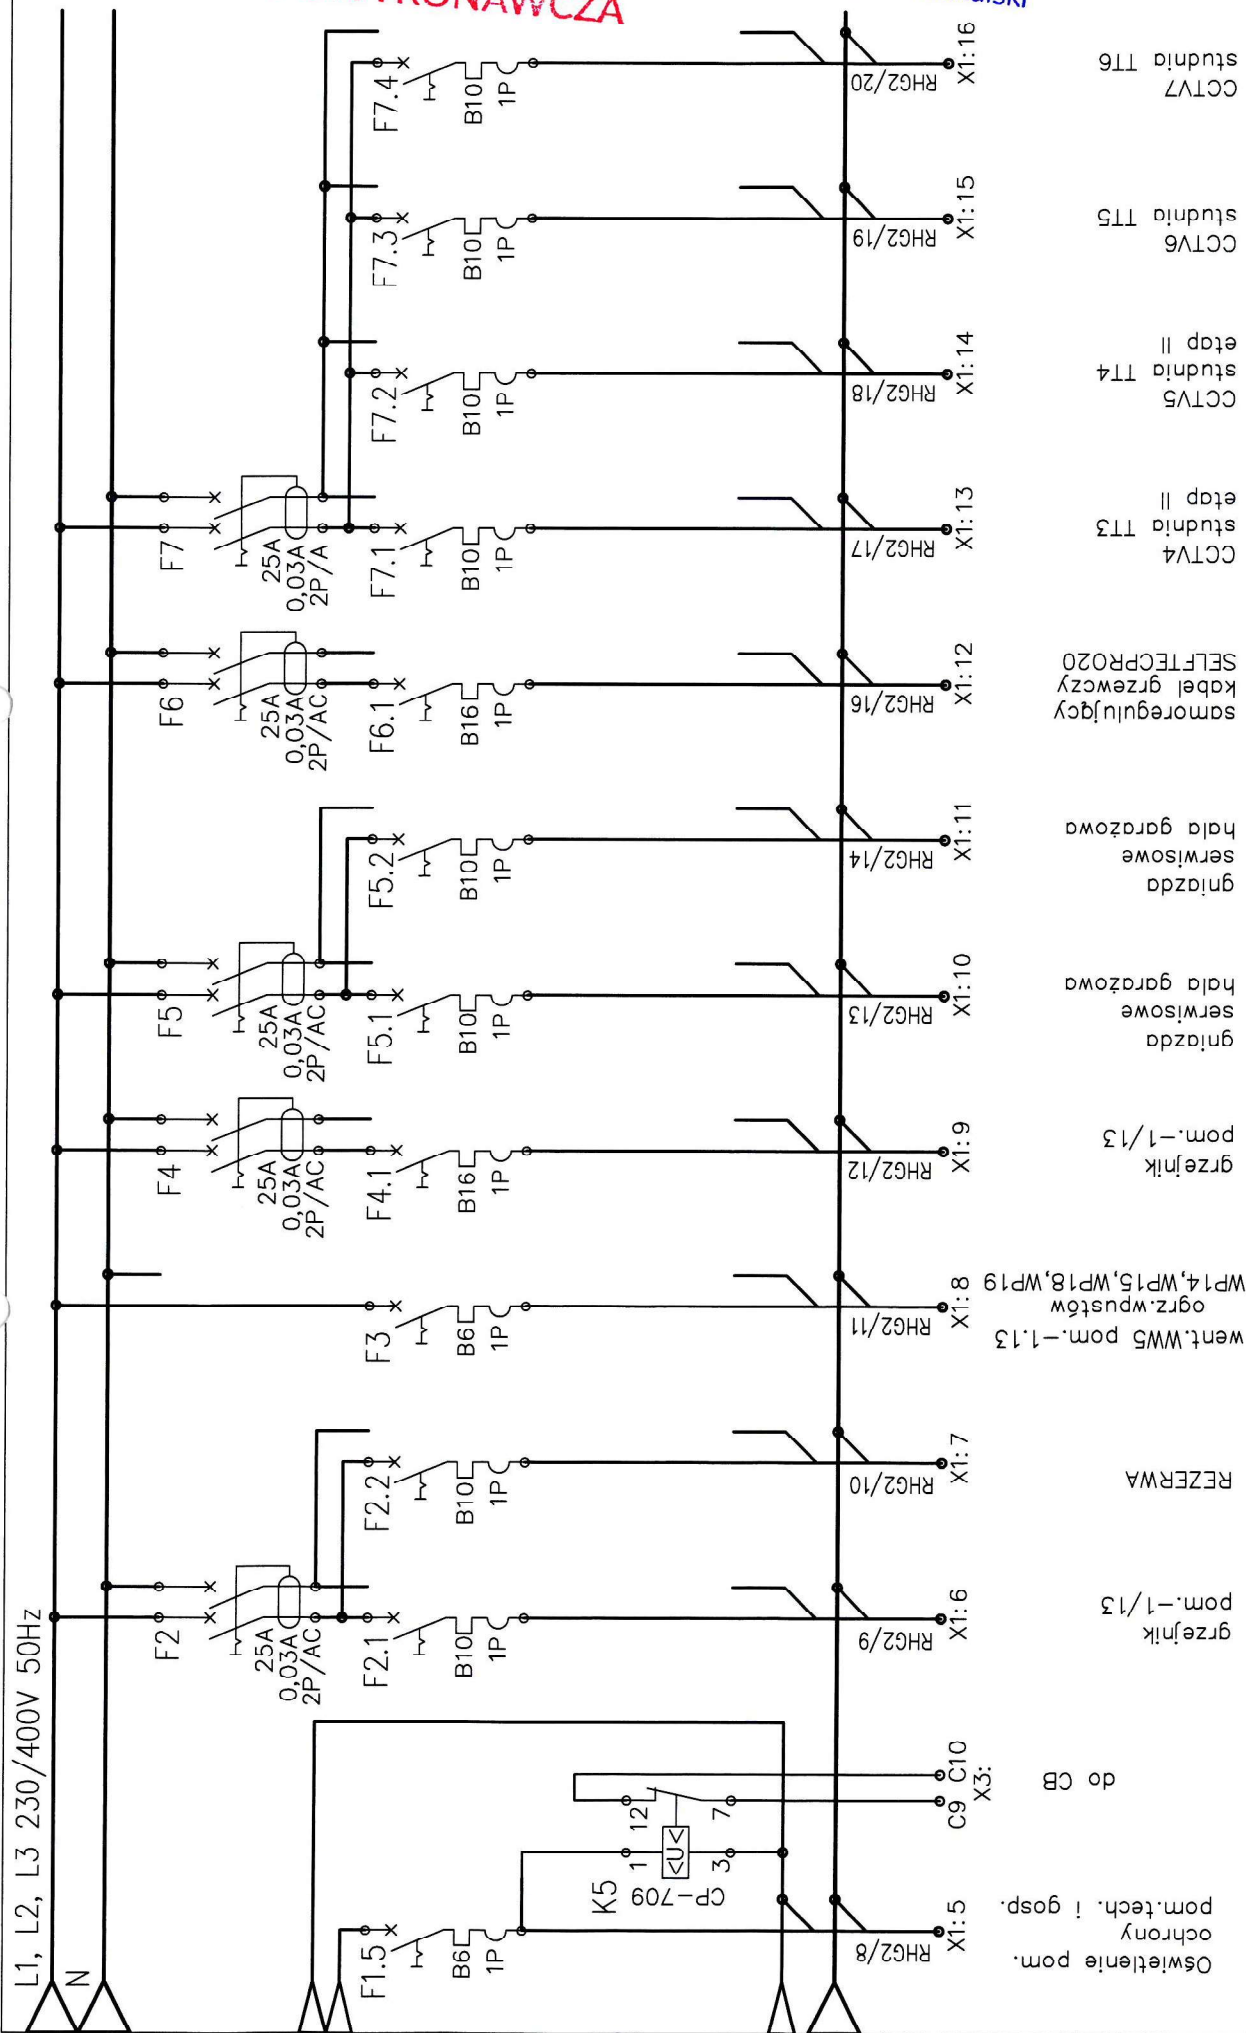 L1, L2, L3 230/400V 50Hz
N
F1.5
B6
1P
RHG2/8
X1:5
Oświetlenie pom.
ochrony
pom.tech. i gosp.
K5
CP-709
<U<
1
3
12
7
C9
C10
X3:
do CB
F2
25A
0,03A
2P/AC
F2.1
B10
1P
RHG2/9
X1:6
grzejnik
pom.-1/13
F2.2
B10
1P
RHG2/10
X1:7
REZERWA
F3
B6
1P
RHG2/11
X1:8
went.WW5 pom.-1.13
ogrz.wpustów
WP14,WP15,WP18,WP19
F4
25A
0,03A
2P/AC
F4.1
B16
1P
RHG2/12
X1:9
grzejnik
pom.-1/13
F5
25A
0,03A
2P/AC
F5.1
B10
1P
RHG2/13
X1:10
gniazda
serwisowe
hala garażowa
F5.2
B10
1P
RHG2/14
X1:11
gniazda
serwisowe
hala garażowa
F6
25A
0,03A
2P/AC
F6.1
B16
1P
RHG2/16
X1:12
samoregulujący
kabel grzewczy
SELFTECPRO20
F7
25A
0,03A
2P/A
F7.1
B10
1P
RHG2/17
X1:13
CCTV4
studnia TT3
etap II
F7.2
B10
1P
RHG2/18
X1:14
CCTV5
studnia TT4
etap II
F7.3
B10
1P
RHG2/19
X1:15
CCTV6
studnia TT5
F7.4
B10
1P
RHG2/20
X1:16
CCTV7
studnia TT6